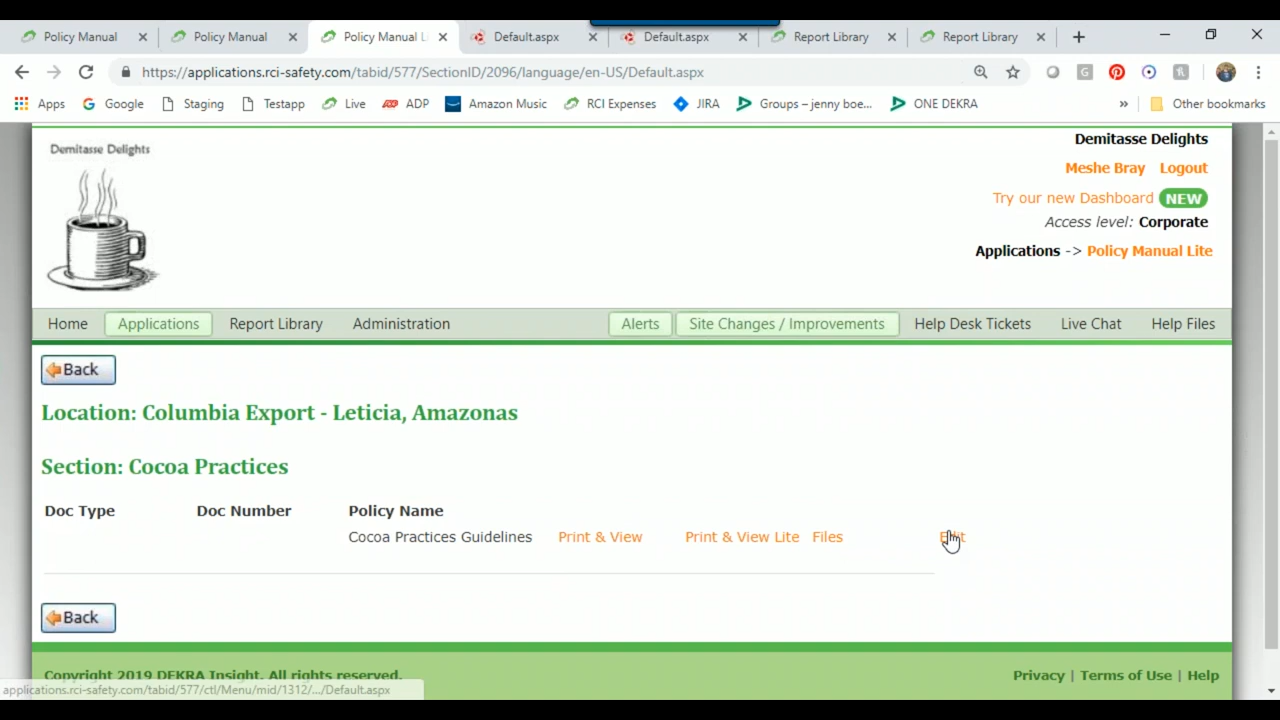 Policy Manual
Policy Manual
Policy Manual L
Default.aspx
Default.aspx
Report Library
Report Library
https://applications.rci-safety.com/tabid/577/SectionID/2096/language/en-US/Default.aspx
Apps
Google
Staging
Testapp
Live
ADP
Amazon Music
RCI Expenses
JIRA
Groups – jenny boe...
ONE DEKRA
»
Other bookmarks
Demitasse Delights
Demitasse Delights
Meshe Bray Logout
Try our new Dashboard NEW
Access level: Corporate
Applications -> Policy Manual Lite
Home Applications Report Library Administration Alerts Site Changes / Improvements Help Desk Tickets Live Chat Help Files
Back
Location: Columbia Export - Leticia, Amazonas
Section: Cocoa Practices
Doc Type Doc Number Policy Name
Cocoa Practices Guidelines Print & View Print & View Lite Files Edit
Back
Copyright 2019 DEKRA Insight. All rights reserved. Privacy | Terms of Use | Help
applications.rci-safety.com/tabid/577/ctl/Menu/mid/1312/.../Default.aspx